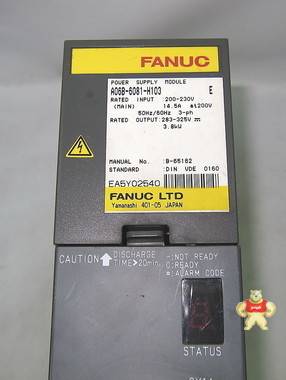 FANUC
POWER SUPPLY MODULE
A06B-6081-H103 E
RATED INPUT :200-230V
(MAIN) 14.5A at200V
50Hz/60Hz 3-ph
RATED OUTPUT:283-325V
3.8kW
MANUAL NO. :B-65162
STANDARD :DIN VDE 0160
EA5Y02540
FANUC LTD
Yamanashi 401-05 JAPAN
CAUTION DISCHARGE
TIME>20min.
-:NOT READY
0:READY
*:ALARM CODE
STATUS